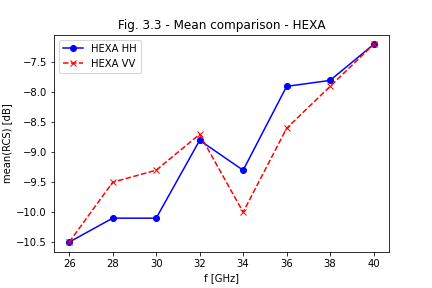 Fig. 3.3 - Mean comparison - HEXA
HEXA HH
HEXA VV
mean(RCS) [dB]
−7.5
−8.0
−8.5
−9.0
−9.5
−10.0
−10.5
26 28 30 32 34 36 38 40
f [GHz]